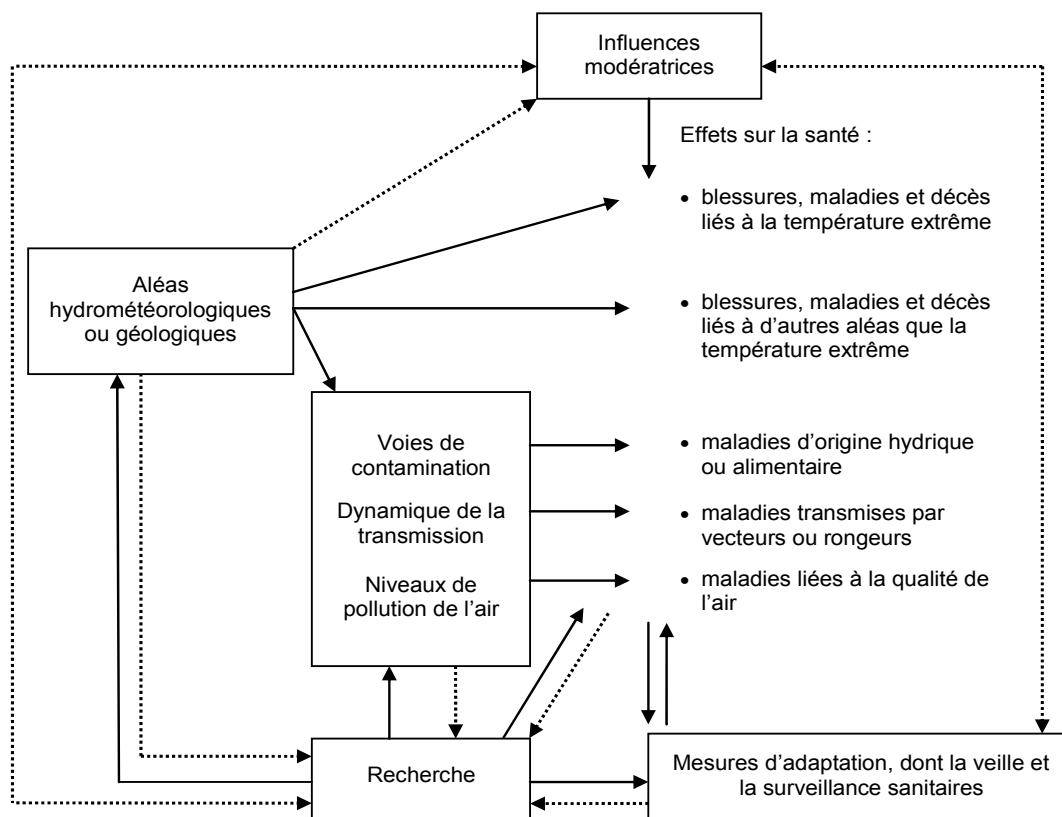 Influences
modératrices
Effets sur la santé :
• blessures, maladies et décès
liés à la température extrême
Aléas
hydrométéorologiques
ou géologiques
• blessures, maladies et décès
liés à d’autres aléas que la
température extrême
Voies de
contamination
• maladies d’origine hydrique
ou alimentaire
Dynamique de la
transmission
• maladies transmises par
vecteurs ou rongeurs
Niveaux de
pollution de l’air
• maladies liées à la qualité de
l’air
Recherche
Mesures d’adaptation, dont la veille et
la surveillance sanitaires